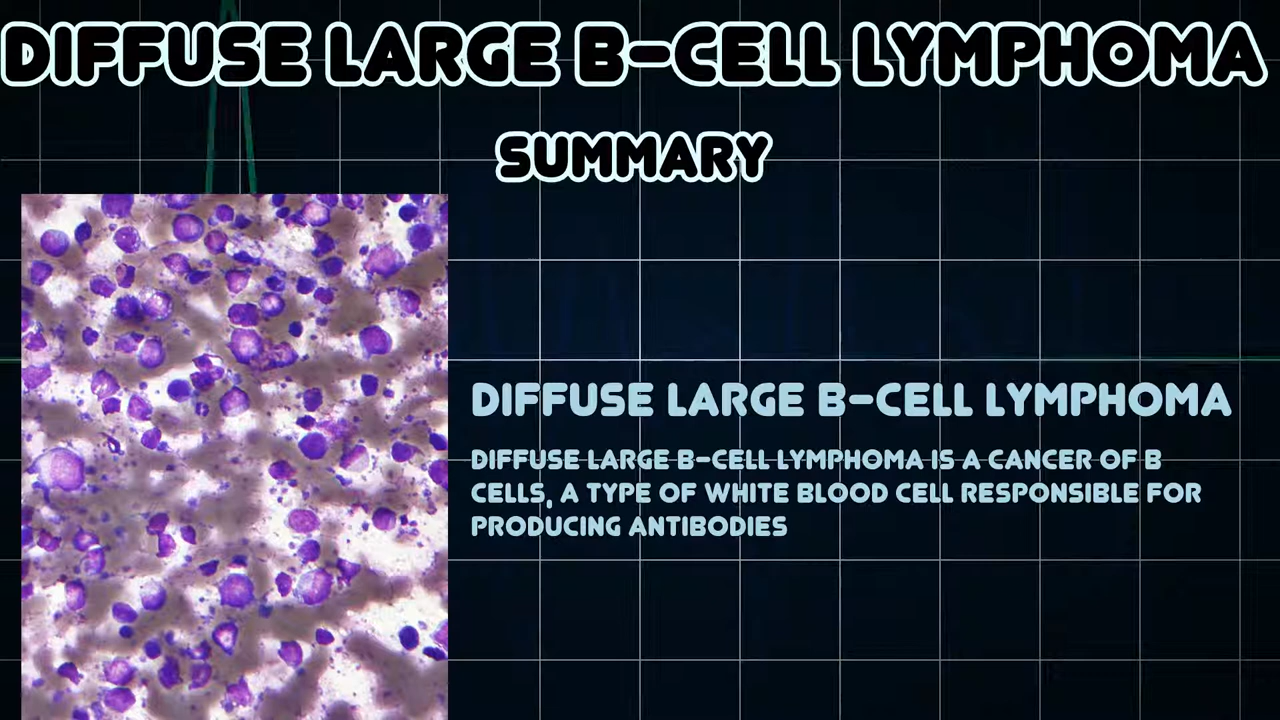 DIFFUSE LARGE B-CELL LYMPHOMA
SUMMARY
DIFFUSE LARGE B-CELL LYMPHOMA
DIFFUSE LARGE B-CELL LYMPHOMA IS A CANCER OF B
CELLS, A TYPE OF WHITE BLOOD CELL RESPONSIBLE FOR
PRODUCING ANTIBODIES